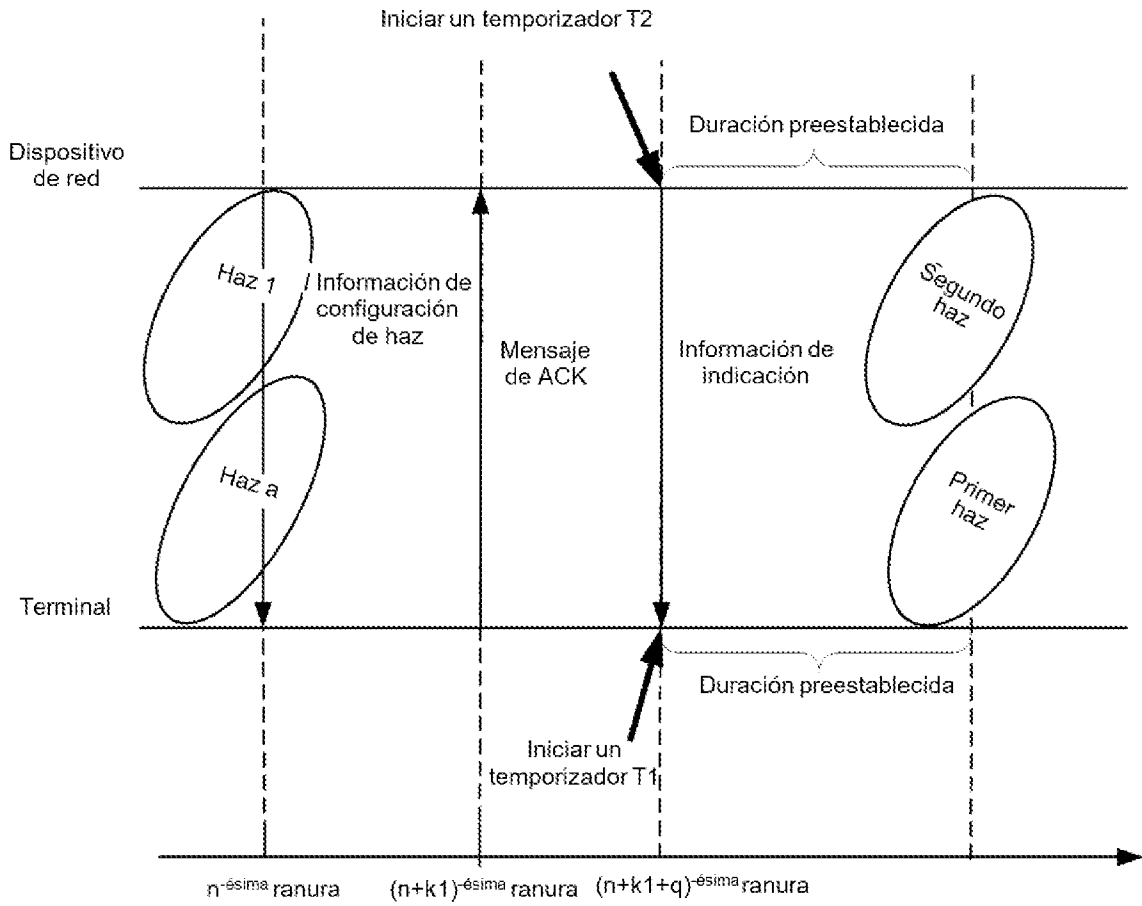 Iniciar un temporizador T2
Duración preestablecida
Dispositivo
de red
Haz 1
Información de
configuración
de haz
Mensaje
de ACK
Información de
indicación
Segundo
haz
Haz a
Primer
haz
Terminal
Duración preestablecida
Iniciar un
temporizador T1
n-ésima ranura
(n+k1)-ésima ranura
(n+k1+q)-ésima ranura